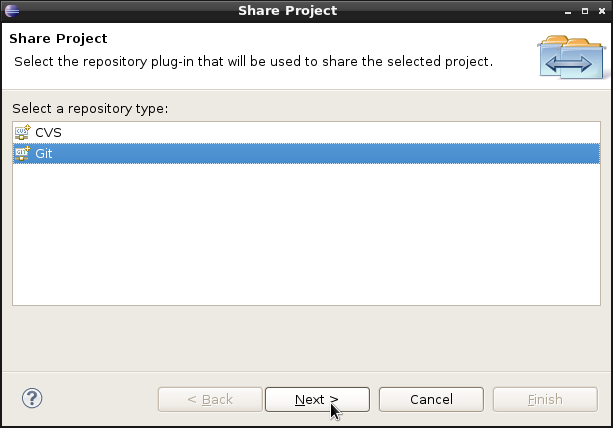 Share Project
Share Project
Select the repository plug-in that will be used to share the selected project.
Select a repository type:
CVS
Git
< Back
Next >
Cancel
Finish